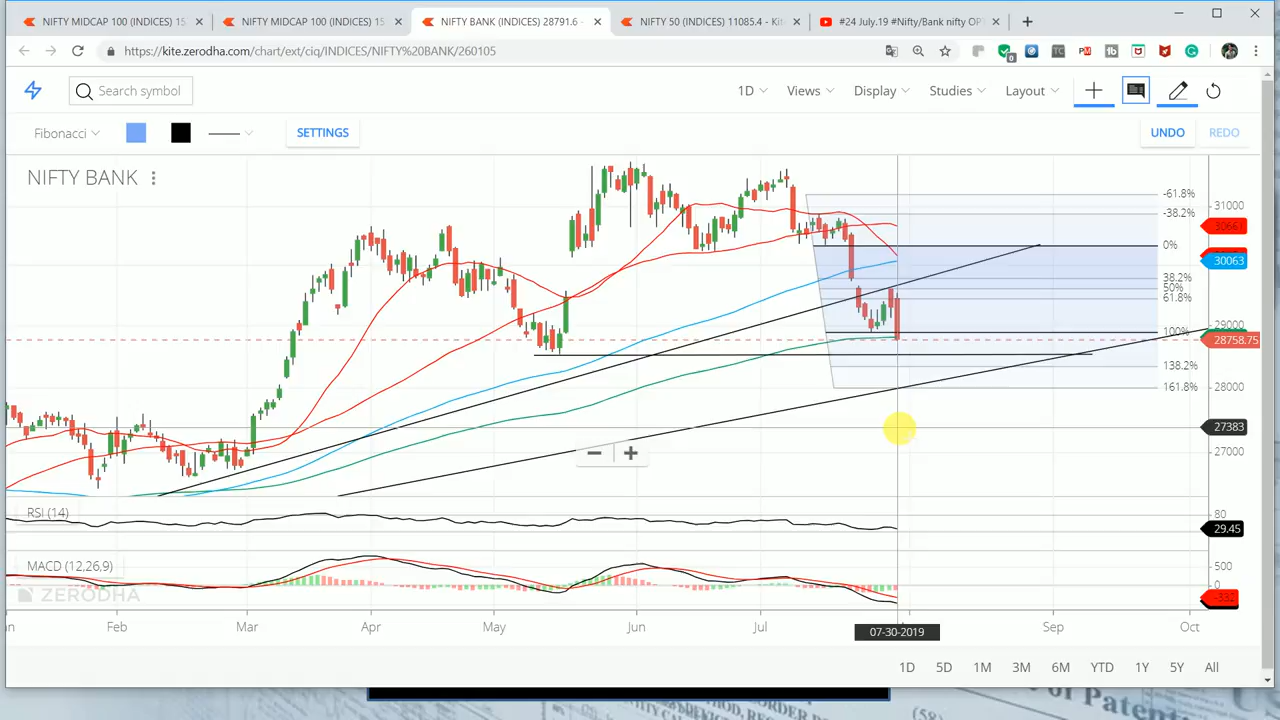 NIFTY MIDCAP 100 (INDICES) 15
NIFTY MIDCAP 100 (INDICES) 15
NIFTY BANK (INDICES) 28791.6 -
NIFTY 50 (INDICES) 11085.4 - Kit
#24 July.19 #Nifty/Bank nifty OP
https://kite.zerodha.com/chart/ext/ciq/INDICES/NIFTY%20BANK/260105
Search symbol
1D
Views
Display
Studies
Layout
Fibonacci
SETTINGS
UNDO
REDO
NIFTY BANK
-61.8%
-38.2%
0%
38.2%
50%
61.8%
100%
138.2%
161.8%
31000
30661
30063
29000
28758.75
28000
27383
27000
RSI (14)
80
29.45
MACD (12,26,9)
500
0
-332
ZERODHA
Feb
Mar
Apr
May
Jun
Jul
07-30-2019
Sep
Oct
1D
5D
1M
3M
6M
YTD
1Y
5Y
All
of Patent
(58)